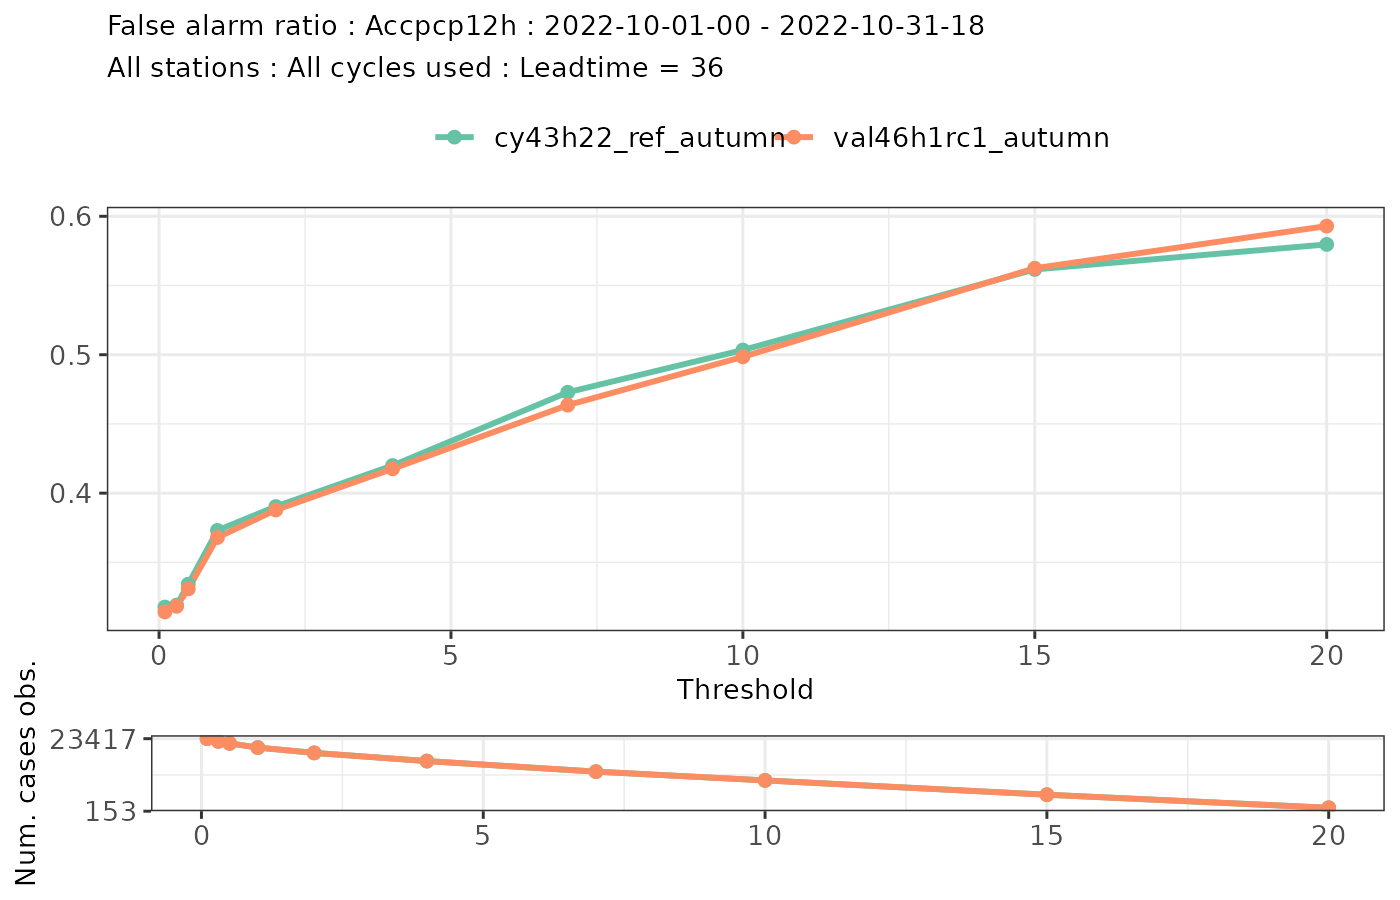 False alarm ratio : Accpcp12h : 2022-10-01-00 - 2022-10-31-18
All stations : All cycles used : Leadtime = 36
cy43h22_ref_autumn val46h1rc1_autumn
0.6
0.5
0.4
0 5 10 15 20
Threshold
Num. cases obs.
23417
153
0 5 10 15 20